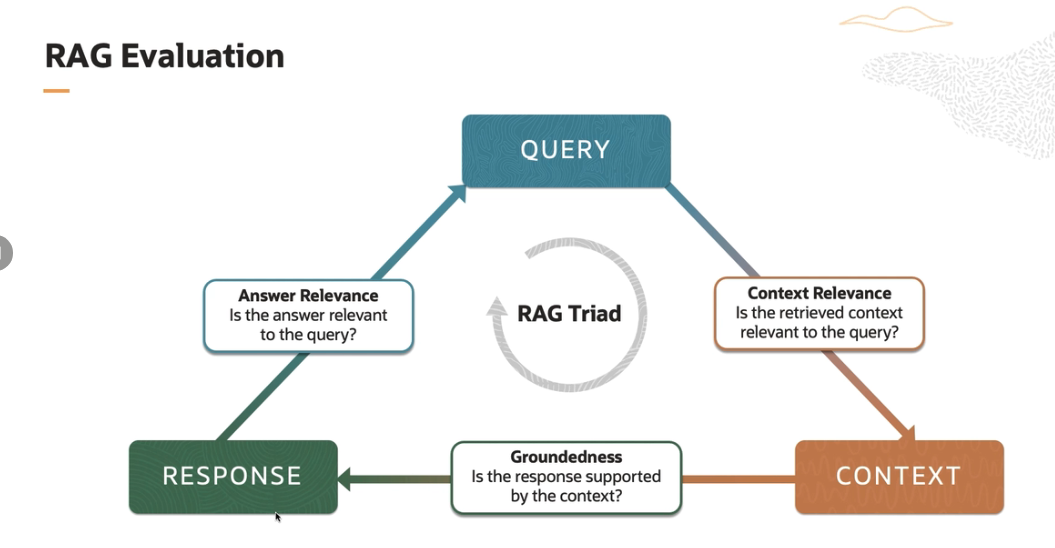 RAG Evaluation
QUERY
Answer Relevance
Is the answer relevant
to the query?
RAG Triad
Context Relevance
Is the retrieved context
relevant to the query?
RESPONSE
Groundedness
Is the response supported
by the context?
CONTEXT